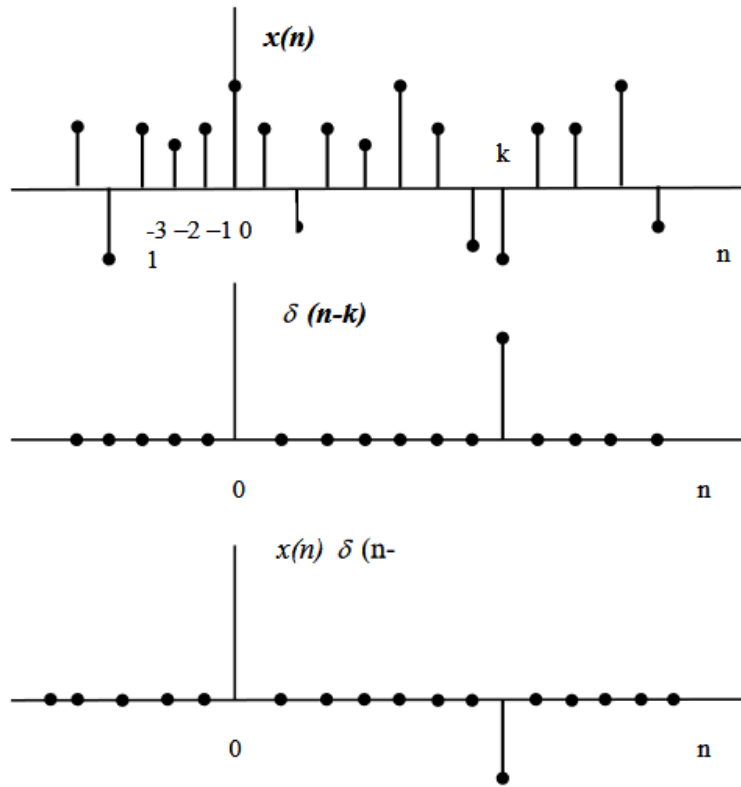 x(n)
k
-3 –2 –1 0
1
n
δ (n-k)
0
n
x(n) δ (n-
0
n